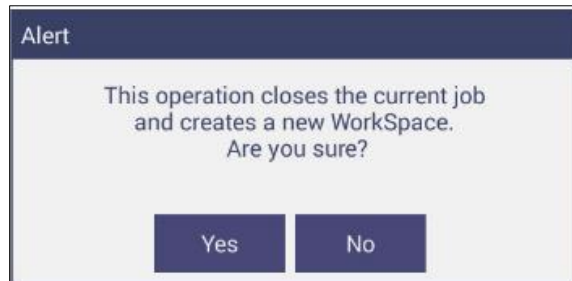 Alert
This operation closes the current job
and creates a new WorkSpace.
Are you sure?
Yes No